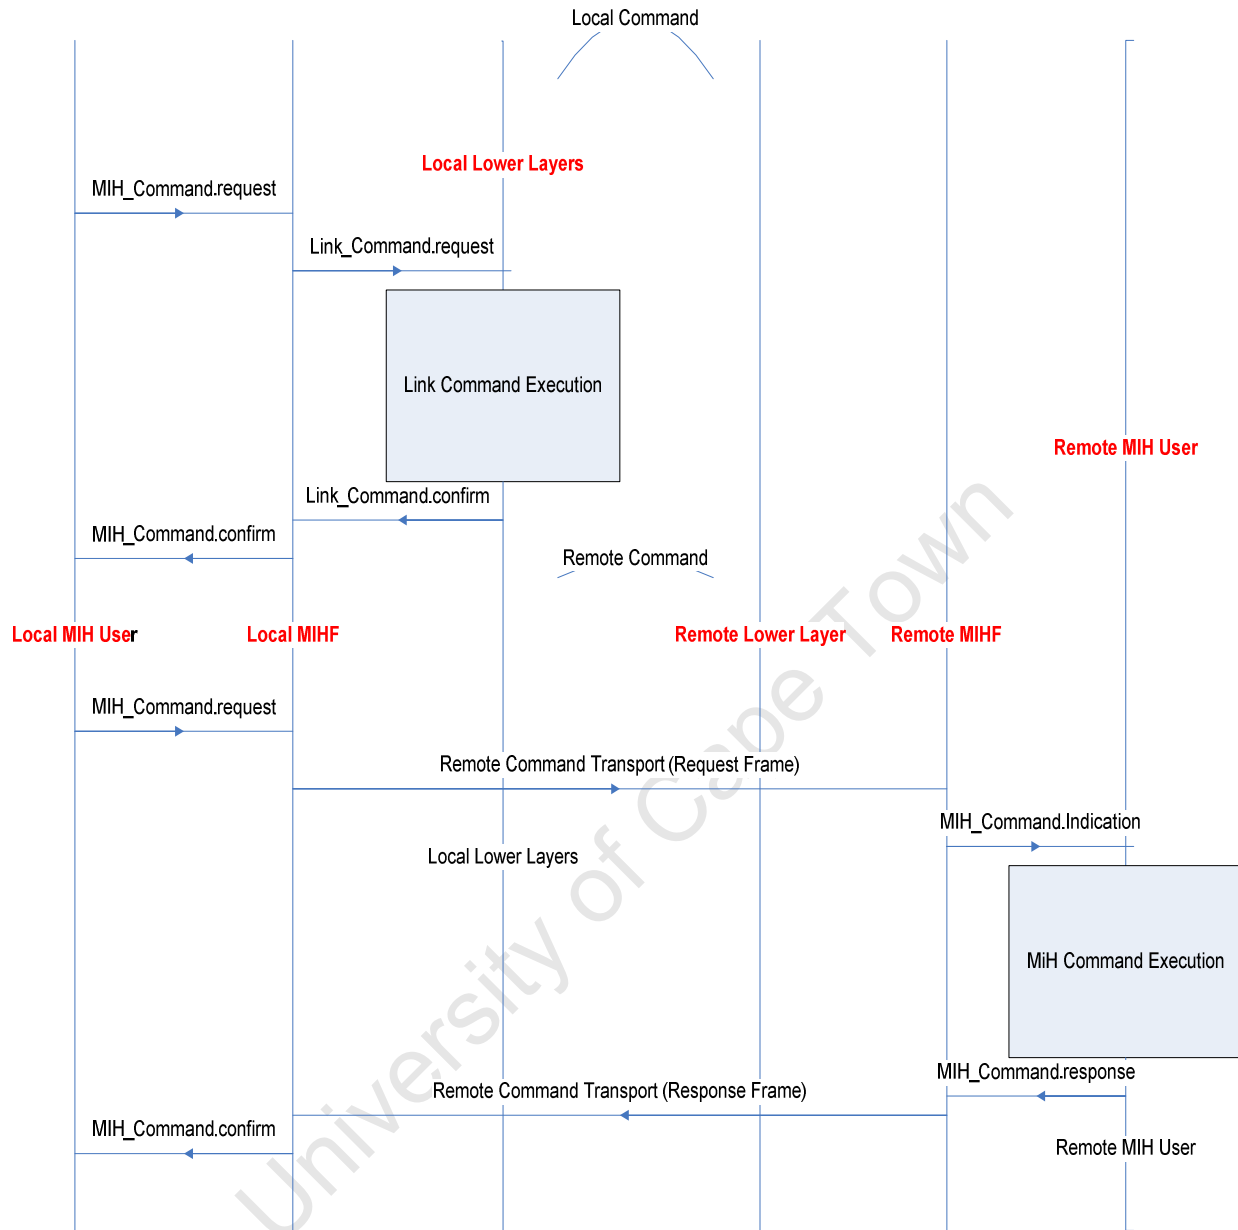 Local Command
Local Lower Layers
MIH_Command.request
Link_Command.request
Link Command Execution
Remote MIH User
Link_Command.confirm
MIH_Command.confirm
Remote Command
Local MIH User
Local MIHF
Remote Lower Layer
Remote MIHF
MIH_Command.request
Remote Command Transport (Request Frame)
MIH_Command.Indication
Local Lower Layers
MiH Command Execution
MIH_Command.response
Remote Command Transport (Response Frame)
MIH_Command.confirm
Remote MIH User
University of Cape Town